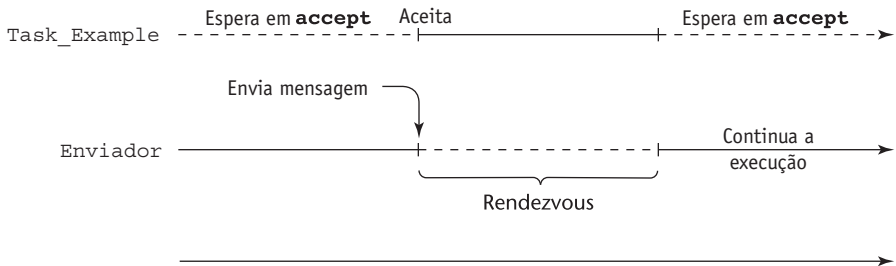 Espera em accept
Aceita
Espera em accept
Task_Example
Envia mensagem
Enviador
Continua a
execução
Rendezvous